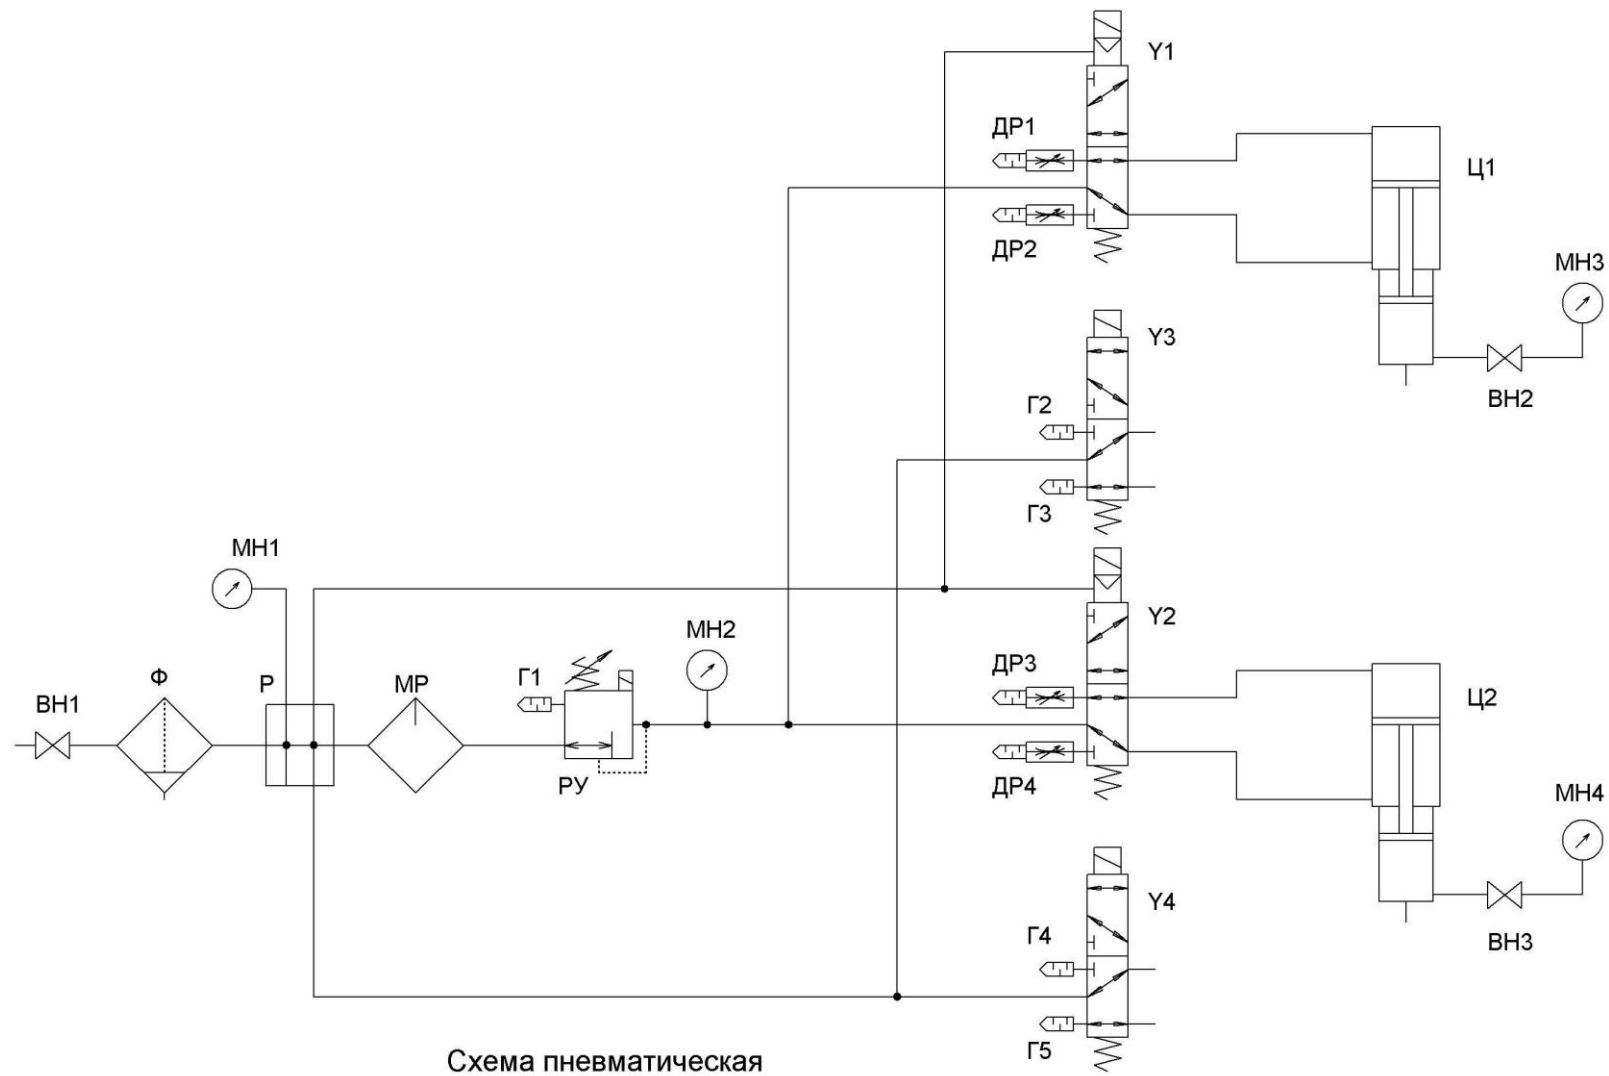 Y1
ДР1
Ц1
ДР2
МН3
Y3
ВН2
Г2
Г3
МН1
Y2
МН2
ДР3
Ф
Г1
Р
МР
Ц2
ВН1
РУ
ДР4
МН4
Y4
Г4
ВН3
Г5
Схема пневматическая